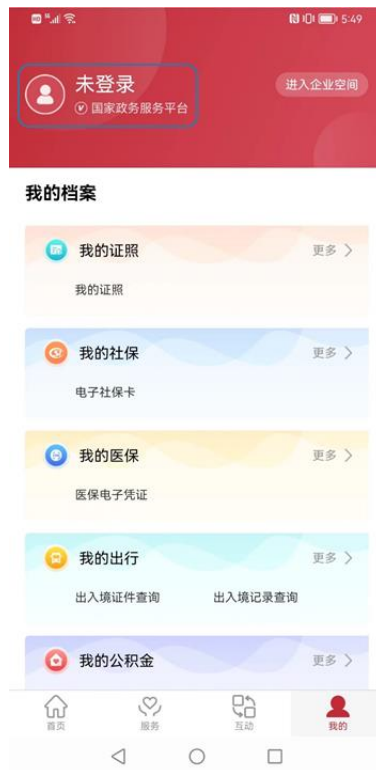 5:49
未登录
国家政务服务平台
进入企业空间
我的档案
我的证照
更多
我的证照
我的社保
更多
电子社保卡
我的医保
更多
医保电子凭证
我的出行
更多
出入境证件查询
出入境记录查询
我的公积金
更多
首页
服务
互动
我的